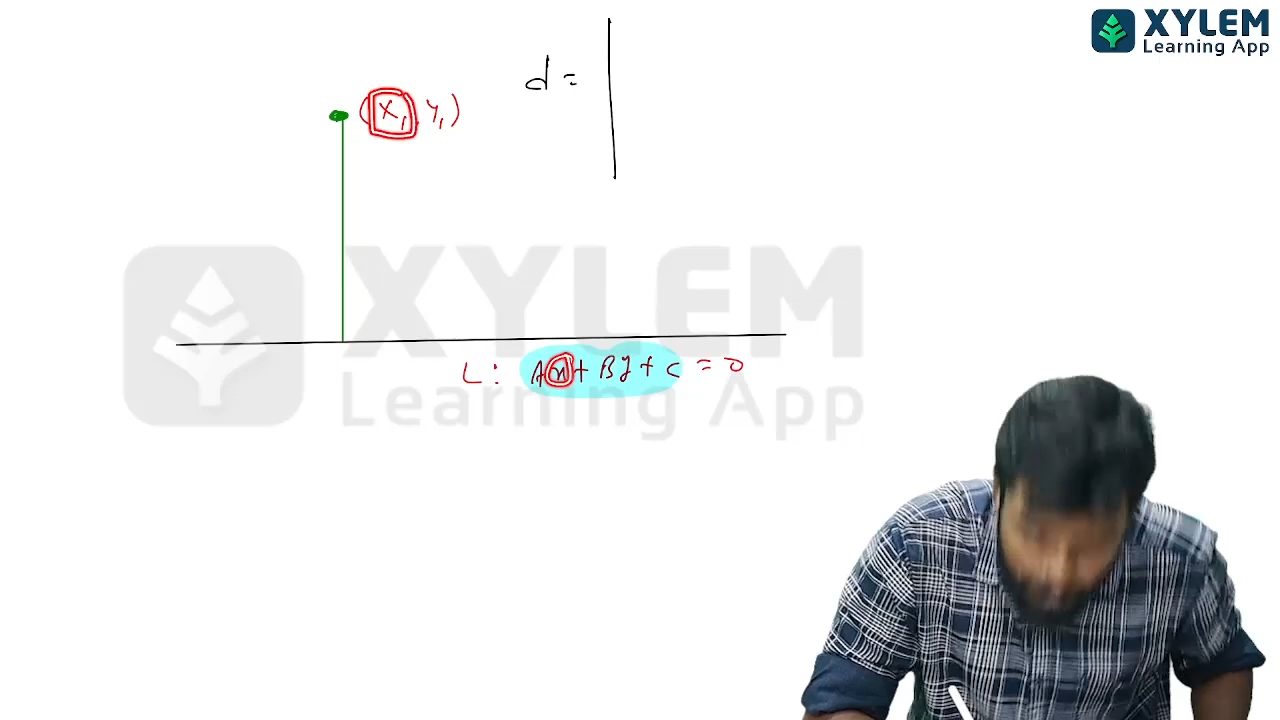 XYLEM
Learning App
d = |
(x₁, y₁)
XYLEM
L: Ax + By + C = 0
Learning App